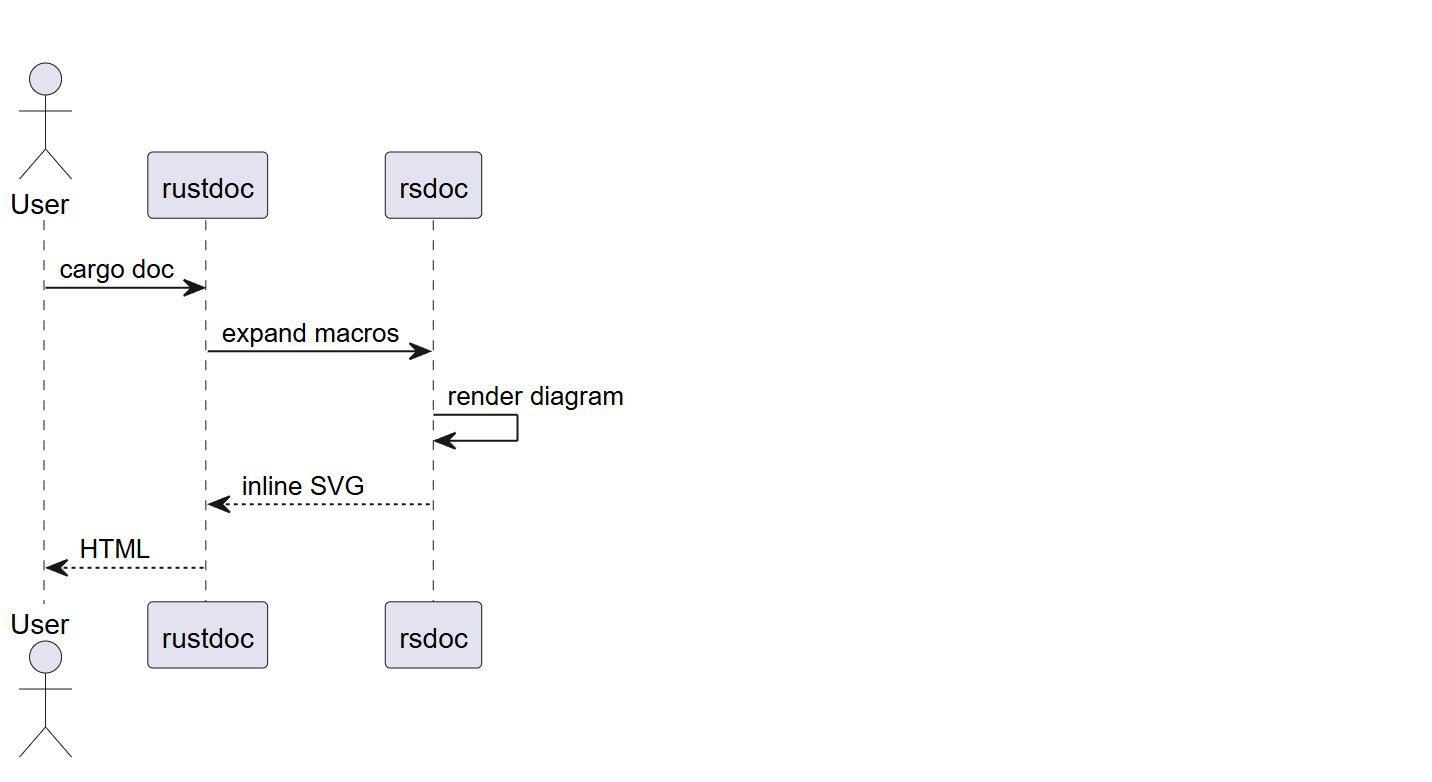 User
rustdoc
rsdoc
cargo doc
expand macros
render diagram
inline SVG
HTML
User
rustdoc
rsdoc